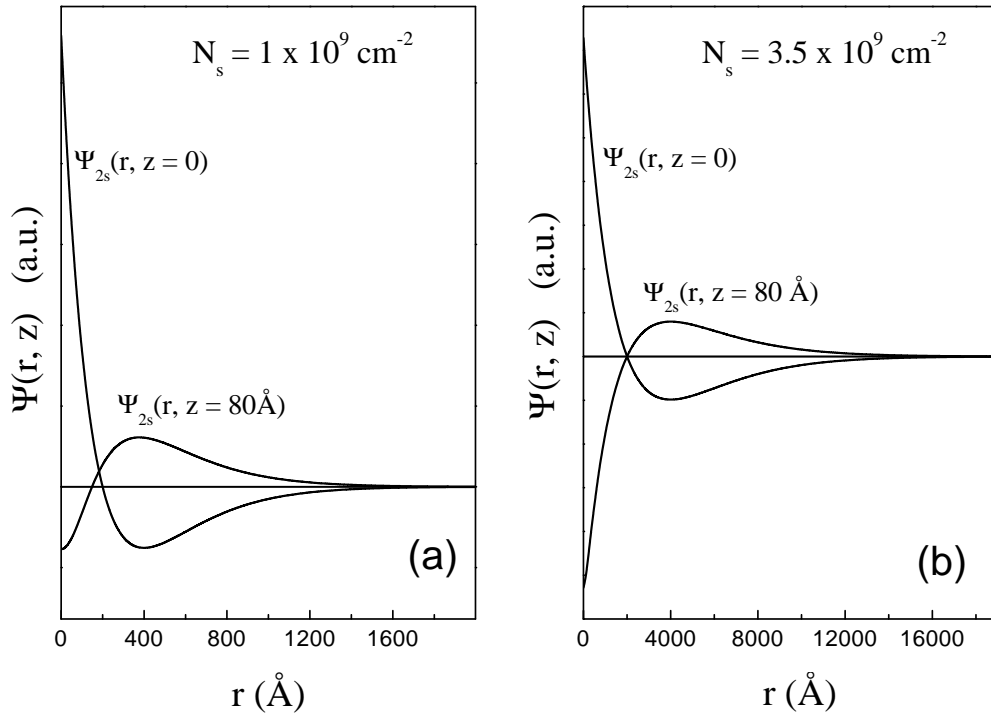 N_s = 1 x 10^9 cm^-2
Ψ_2s(r, z = 0)
Ψ_2s(r, z = 80Å)
Ψ(r, z) (a.u.)
(a)
0 400 800 1200 1600
r (Å)
N_s = 3.5 x 10^9 cm^-2
Ψ_2s(r, z = 0)
Ψ_2s(r, z = 80 Å)
Ψ(r, z) (a.u.)
(b)
0 4000 8000 12000 16000
r (Å)